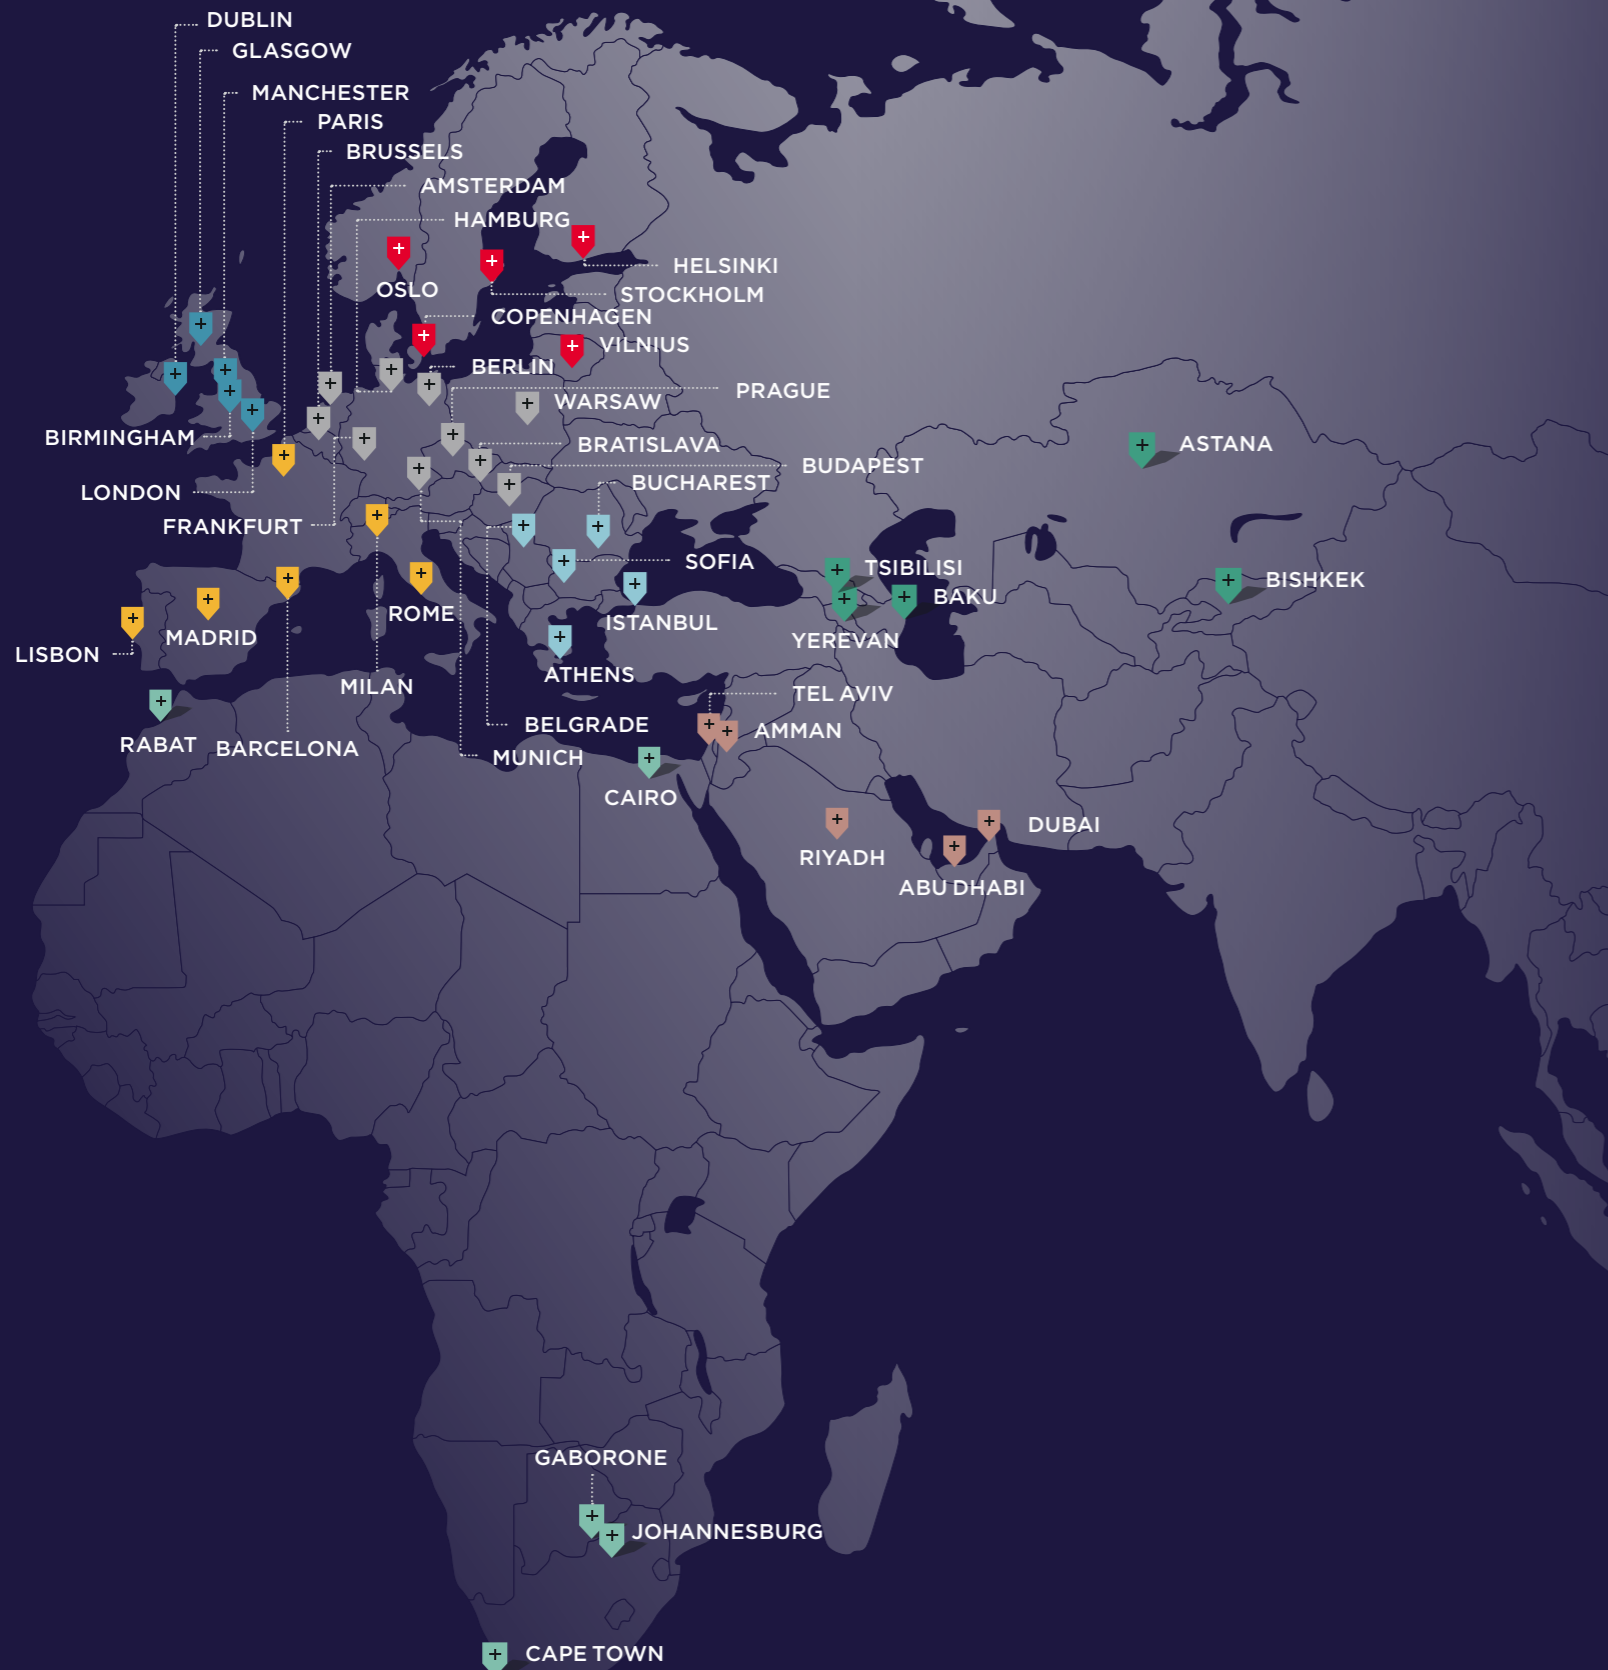 DUBLIN
GLASGOW
MANCHESTER
PARIS
BRUSSELS
AMSTERDAM
HAMBURG
HELSINKI
OSLO
STOCKHOLM
COPENHAGEN
VILNIUS
BERLIN
PRAGUE
WARSAW
BIRMINGHAM
BRATISLAVA
ASTANA
BUDAPEST
BUCHAREST
LONDON
FRANKFURT
SOFIA
TSIBILISI
BISHKEK
BAKU
ROME
ISTANBUL
MADRID
YEREVAN
LISBON
ATHENS
MILAN
TEL AVIV
BELGRADE
AMMAN
RABAT
BARCELONA
MUNICH
CAIRO
DUBAI
RIYADH
ABU DHABI
GABORONE
JOHANNESBURG
CAPE TOWN